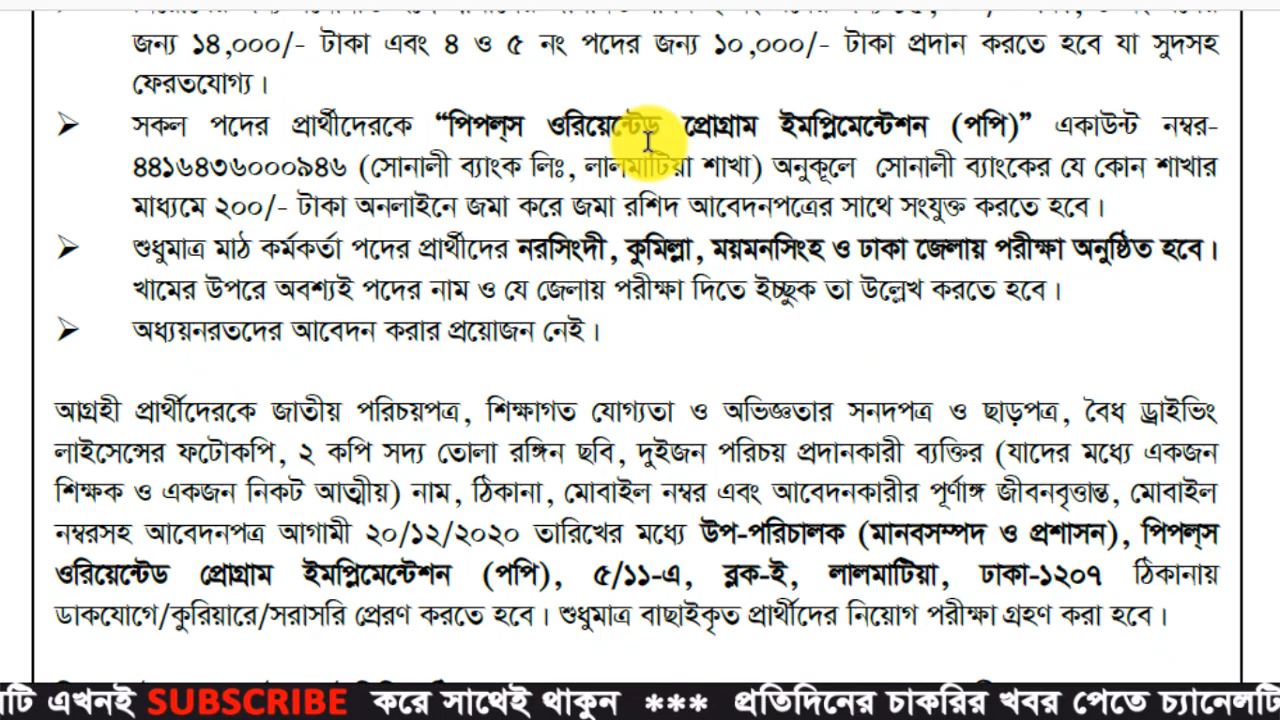 জন্য ১৪,০০০/- টাকা এবং ৪ ও ৫ নং পদের জন্য ১০,০০০/- টাকা প্রদান করতে হবে যা সুদসহ
ফেরতযোগ্য।
➢ সকল পদের প্রার্থীদেরকে “পিপল্‌স ওরিয়েন্টেড প্রোগ্রাম ইমপ্লিমেন্টেশন (পপি)” একাউন্ট নম্বর-
৪৪১৬৪৩৬০০০৯৪৬ (সোনালী ব্যাংক লিঃ, লালমাটিয়া শাখা) অনুকূলে সোনালী ব্যাংকের যে কোন শাখার
মাধ্যমে ২০০/- টাকা অনলাইনে জমা করে জমা রশিদ আবেদনপত্রের সাথে সংযুক্ত করতে হবে।
➢ শুধুমাত্র মাঠ কর্মকর্তা পদের প্রার্থীদের নরসিংদী, কুমিল্লা, ময়মনসিংহ ও ঢাকা জেলায় পরীক্ষা অনুষ্ঠিত হবে।
খামের উপরে অবশ্যই পদের নাম ও যে জেলায় পরীক্ষা দিতে ইচ্ছুক তা উল্লেখ করতে হবে।
➢ অধ্যয়নরতদের আবেদন করার প্রয়োজন নেই।
আগ্রহী প্রার্থীদেরকে জাতীয় পরিচয়পত্র, শিক্ষাগত যোগ্যতা ও অভিজ্ঞতার সনদপত্র ও ছাড়পত্র, বৈধ ড্রাইভিং
লাইসেন্সের ফটোকপি, ২ কপি সদ্য তোলা রঙ্গিন ছবি, দুইজন পরিচয় প্রদানকারী ব্যক্তির (যাদের মধ্যে একজন
শিক্ষক ও একজন নিকট আত্মীয়) নাম, ঠিকানা, মোবাইল নম্বর এবং আবেদনকারীর পূর্ণাঙ্গ জীবনবৃত্তান্ত, মোবাইল
নম্বরসহ আবেদনপত্র আগামী ২০/১২/২০২০ তারিখের মধ্যে উপ-পরিচালক (মানবসম্পদ ও প্রশাসন), পিপল্‌স
ওরিয়েন্টেড প্রোগ্রাম ইমপ্লিমেন্টেশন (পপি), ৫/১১-এ, ব্লক-ই, লালমাটিয়া, ঢাকা-১২০৭ ঠিকানায়
ডাকযোগে/কুরিয়ারে/সরাসরি প্রেরণ করতে হবে। শুধুমাত্র বাছাইকৃত প্রার্থীদের নিয়োগ পরীক্ষা গ্রহণ করা হবে।
টি এখনই SUBSCRIBE করে সাথেই থাকুন *** প্রতিদিনের চাকরির খবর পেতে চ্যানেলটি